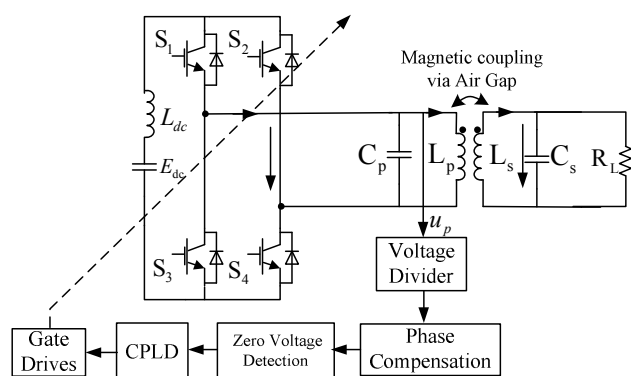 S1
S2
Magnetic coupling
via Air Gap
Ldc
Edc
Cp
Lp
Ls
Cs
RL
up
S3
S4
Voltage
Divider
Gate
Drives
CPLD
Zero Voltage
Detection
Phase
Compensation